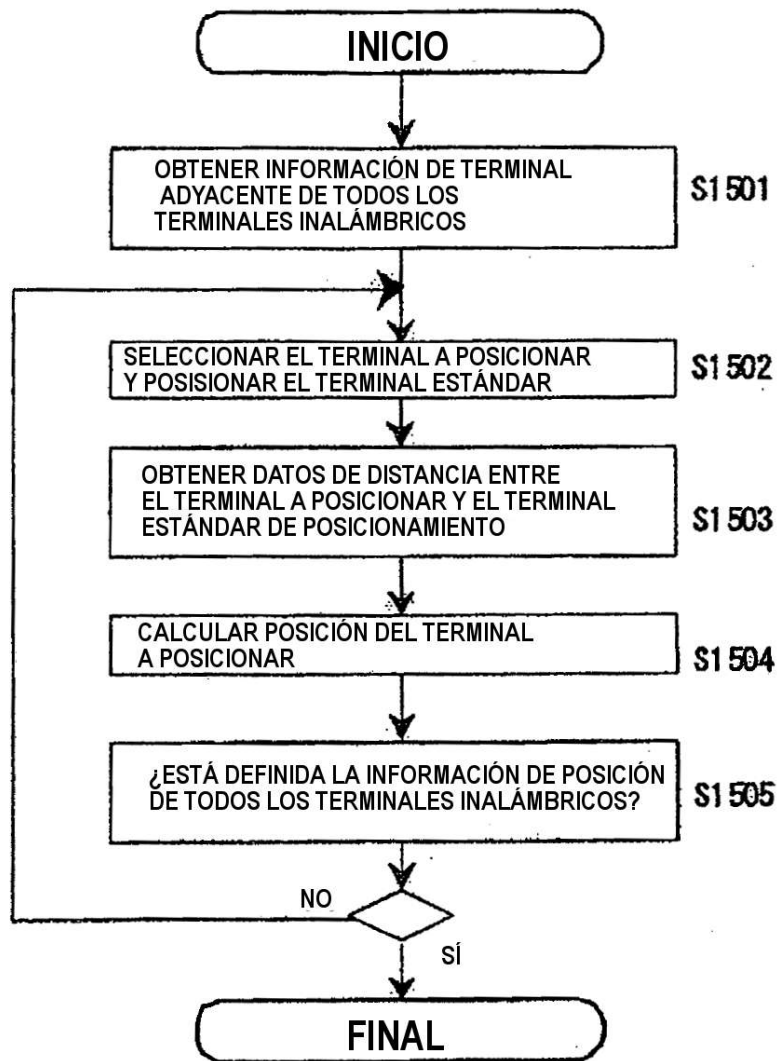 INICIO
OBTENER INFORMACIÓN DE TERMINAL
ADYACENTE DE TODOS LOS
TERMINALES INALÁMBRICOS
S1501
SELECCIONAR EL TERMINAL A POSICIONAR
Y POSISIONAR EL TERMINAL ESTÁNDAR
S1502
OBTENER DATOS DE DISTANCIA ENTRE
EL TERMINAL A POSICIONAR Y EL TERMINAL
ESTÁNDAR DE POSICIONAMIENTO
S1503
CALCULAR POSICIÓN DEL TERMINAL
A POSICIONAR
S1504
¿ESTÁ DEFINIDA LA INFORMACIÓN DE POSICIÓN
DE TODOS LOS TERMINALES INALÁMBRICOS?
S1505
NO
SÍ
FINAL